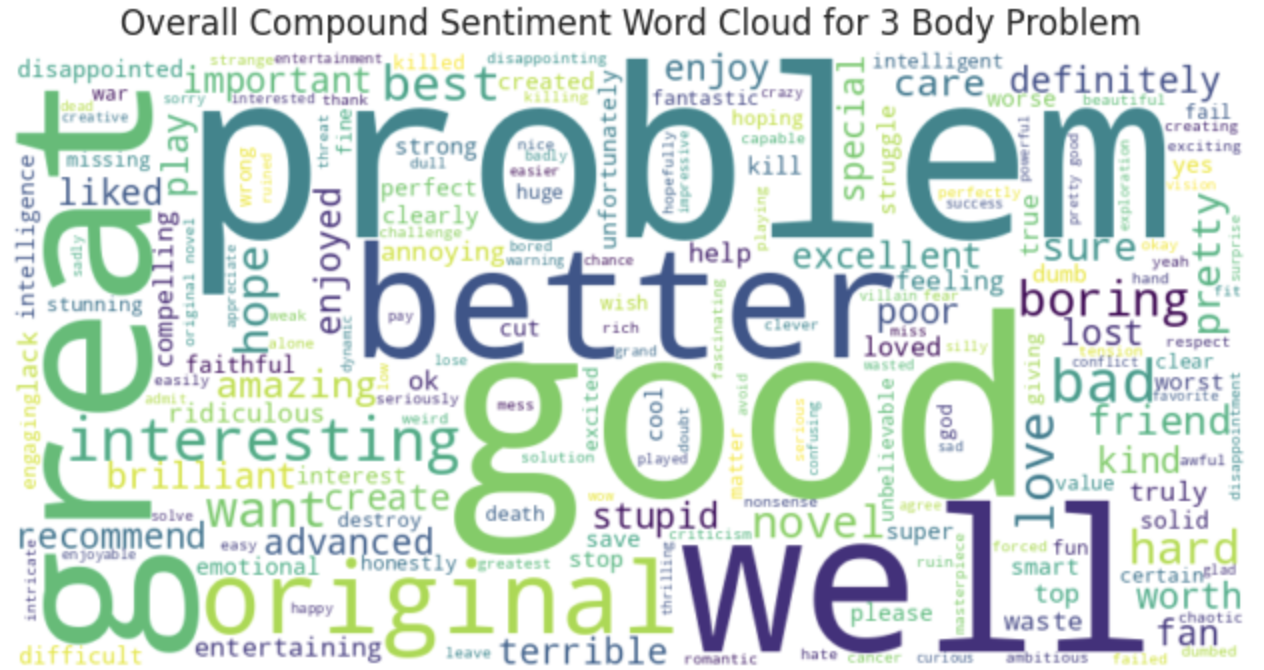 Overall Compound Sentiment Word Cloud for 3 Body Problem
disappointed
strange
entertainment
killed
disappointing
enjoy
intelligent
war
important
best
created
killing
care
definitely
dead
creative
sorry
interested
thank
fantastic
crazy
worse
beautiful
fail
creating
exciting
great
problem
play
fine
threat
unfortunately
special
hoping
capable
struggle
missing
liked
wrong
ruined
strong
dull
nice
badly
easier
huge
hopefully
impressive
kill
powerful
pretty good
exploration
yes
vision
perfectly
success
intelligence
sadly
stunning
compelling
original novel
appreciate
hope
weak
alone
enjoyed
dynamic
perfect
clearly
challenge
annoying
bored
warning
chance
help
playing
excellent
feeling
true
sure
okay
yeah
hand
fit
pretty
surprise
respect
dumb
boring
better
pay
cut
wish
rich
grand
fascinating
clever
villain
fear
poor
miss
loved
silly
wasted
lost
tension
conflict
clear
faithful
easily
admit
amazing
low
ok
seriously
lose
weird
ridiculous
engaging
lack
interesting
brilliant
interest
good
mess
excited
solution
cool
doubt
played
avoid
matter
serious
confusing
unbelievable
god
sad
giving
bad
worst
favorite
friend
disappointment
love
kind
awful
value
truly
solid
want
create
solve
destroy
recommend
enjoyable
easy
advanced
death
wow
stupid
nonsense
novel
agree
super
criticism
save
stop
honestly
greatest
emotional
intricate
original
happy
thrilling
well
ruin
masterpiece
please
forced
fun
smart
top
waste
hard
certain
glad
worth
chaotic
fan
difficult
entertaining
leave
terrible
romantic
hate
cancer
curious
ambitious
failed
dumbed